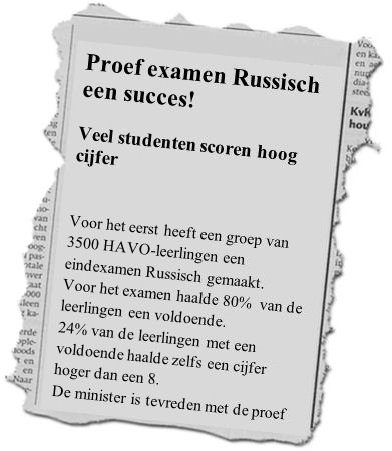 Proef examen Russisch
een succes!
Veel studenten scoren hoog
cijfer
Voor het eerst heeft een groep van
3500 HAVO-leerlingen een
eindexamen Russisch gemaakt.
Voor het examen haalde 80% van de
leerlingen een voldoende.
24% van de leerlingen met een
voldoende haalde zelfs een cijfer
hoger dan een 8.
De minister is tevreden met de proef